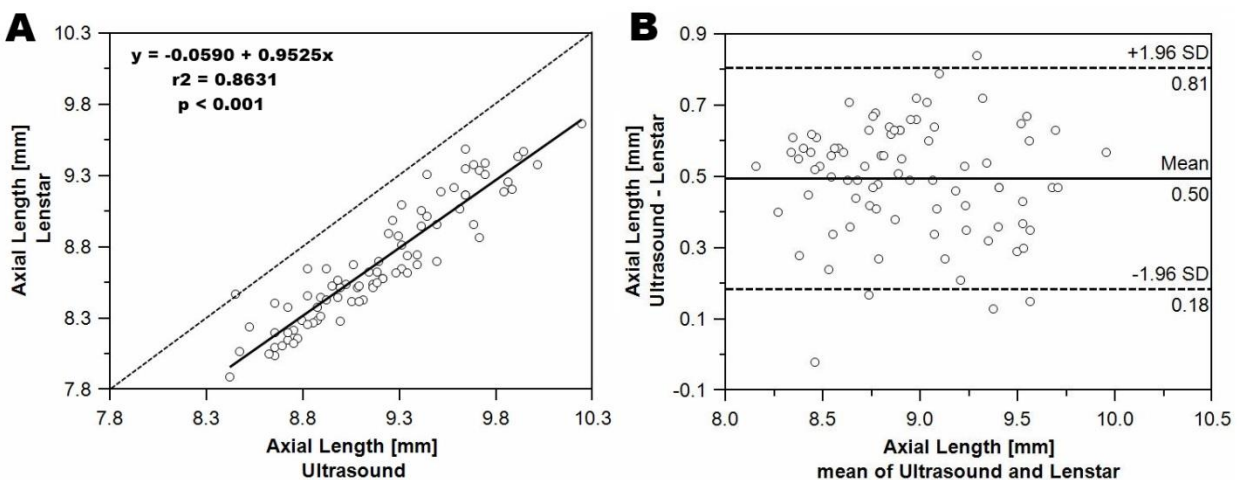 A
10.3
9.8
9.3
8.8
8.3
7.8
Axial Length [mm]
Lenstar
y = -0.0590 + 0.9525x
r2 = 0.8631
p < 0.001
7.8 8.3 8.8 9.3 9.8 10.3
Axial Length [mm]
Ultrasound
B
0.9
0.7
0.5
0.3
0.1
-0.1
Axial Length [mm]
Ultrasound - Lenstar
+1.96 SD
0.81
Mean
0.50
-1.96 SD
0.18
8.0 8.5 9.0 9.5 10.0 10.5
Axial Length [mm]
mean of Ultrasound and Lenstar